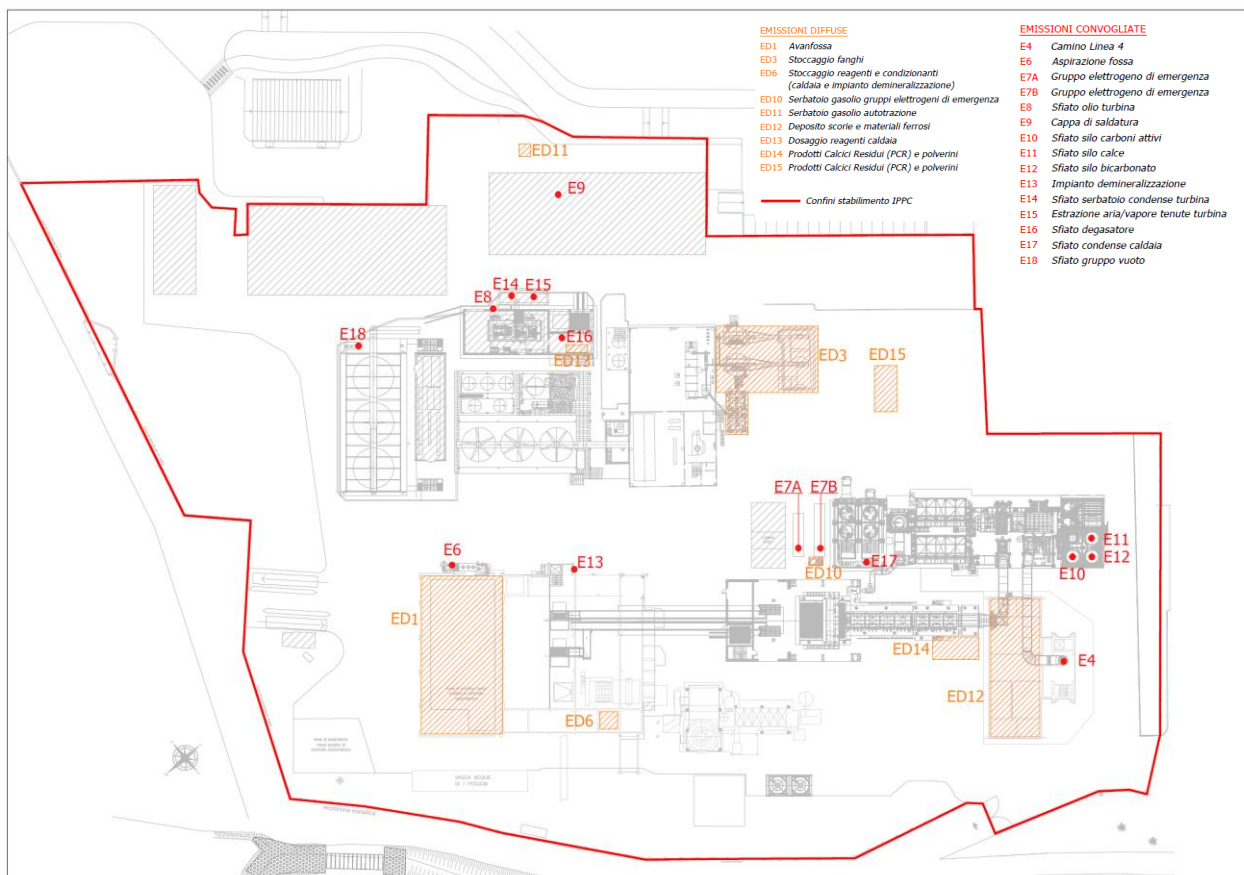 EMISSIONI DIFFUSE
ED1 Avanfossa
ED3 Stoccaggio fanghi
ED6 Stoccaggio reagenti e condizionanti
(caldaia e impianto demineralizzazione)
ED10 Serbatoio gasolio gruppi elettrogeni di emergenza
ED11 Serbatoio gasolio autotrazione
ED12 Deposito scorie e materiali ferrosi
ED13 Dosaggio reagenti caldaia
ED14 Prodotti Calcici Residui (PCR) e polverini
ED15 Prodotti Calcici Residui (PCR) e polverini
Confini stabilimento IPPC
EMISSIONI CONVOGLIATE
E4 Camino Linea 4
E6 Aspirazione fossa
E7A Gruppo elettrogeno di emergenza
E7B Gruppo elettrogeno di emergenza
E8 Sfiato olio turbina
E9 Cappa di saldatura
E10 Sfiato silo carboni attivi
E11 Sfiato silo calce
E12 Sfiato silo bicarbonato
E13 Impianto demineralizzazione
E14 Sfiato serbatoio condense turbina
E15 Estrazione aria/vapore tenute turbina
E16 Sfiato degasatore
E17 Sfiato condense caldaia
E18 Sfiato gruppo vuoto
ED11
E9
E14 E15
E8
E18
E16
ED13
ED3
ED15
E7A E7B
E11
E12
E10
E17
ED10
E6
E13
ED1
ED14
E4
ED12
ED6
VASCA ACQUE
DI I PIOGGIA